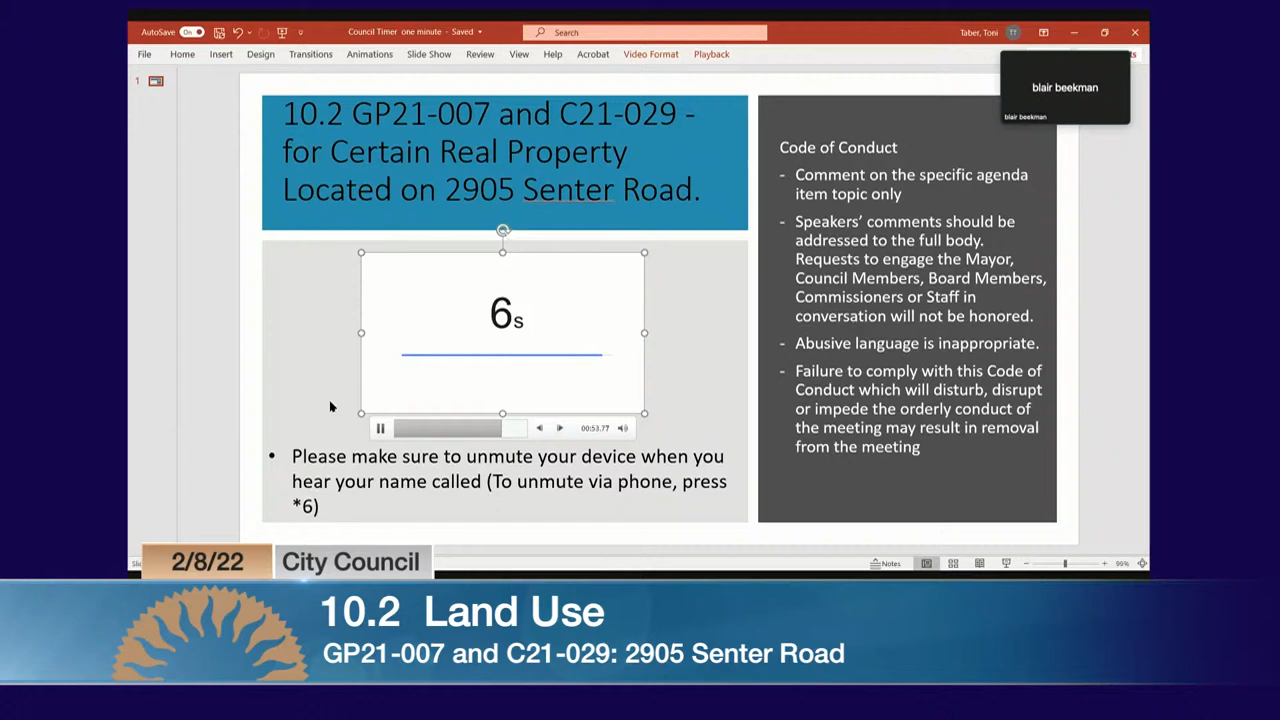 AutoSave On
Council Timer one minute - Saved
Search
Taber, Toni
TT
File Home Insert Transitions Animations Slide Show Review View Help Acrobat Video Format Playback
1
blair beekman
blair beekman
10.2 GP21-007 and C21-029 -
for Certain Real Property
Located on 2905 Senter Road.
6s
00:53.77
• Please make sure to unmute your device when you
hear your name called (To unmute via phone, press
*6)
Code of Conduct
- Comment on the specific agenda
item topic only
- Speakers' comments should be
addressed to the full body.
Requests to engage the Mayor,
Council Members, Board Members,
Commissioners or Staff in
conversation will not be honored.
- Abusive language is inappropriate.
- Failure to comply with this Code of
Conduct which will disturb, disrupt
or impede the orderly conduct of
the meeting may result in removal
from the meeting
Notes
99%
2/8/22 City Council
10.2 Land Use
GP21-007 and C21-029: 2905 Senter Road